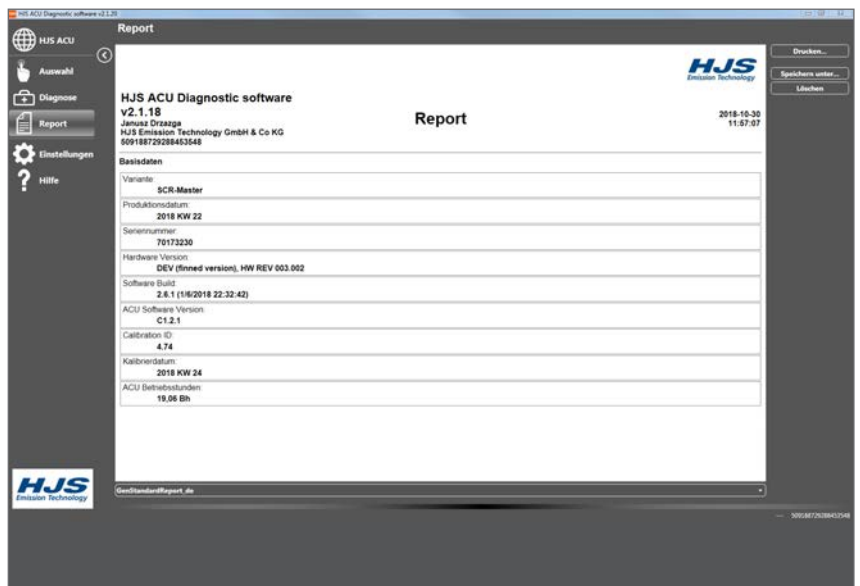 HJS ACU Diagnostic software v2.1.20
HJS ACU
Auswahl
Diagnose
Report
Einstellungen
Hilfe
HJS
Emission Technology
Report
HJS
Emission Technology
HJS ACU Diagnostic software
v2.1.18
Janusz Drzazga
HJS Emission Technology GmbH & Co KG
509188729288453548
Report
2018-10-30
11:57:07
Basisdaten
Variante:
SCR-Master
Produktionsdatum:
2018 KW 22
Seriennummer:
70173230
Hardware Version:
DEV (finned version), HW REV 003.002
Software Build:
2.6.1 (1/6/2018 22:32:42)
ACU Software Version:
C1.2.1
Calibration ID:
4.74
Kalibrierdatum:
2018 KW 24
ACU Betriebsstunden:
19,06 Bh
GenStandardReport_de
Drucken...
Speichern unter...
Löschen
--- 509188729288453548